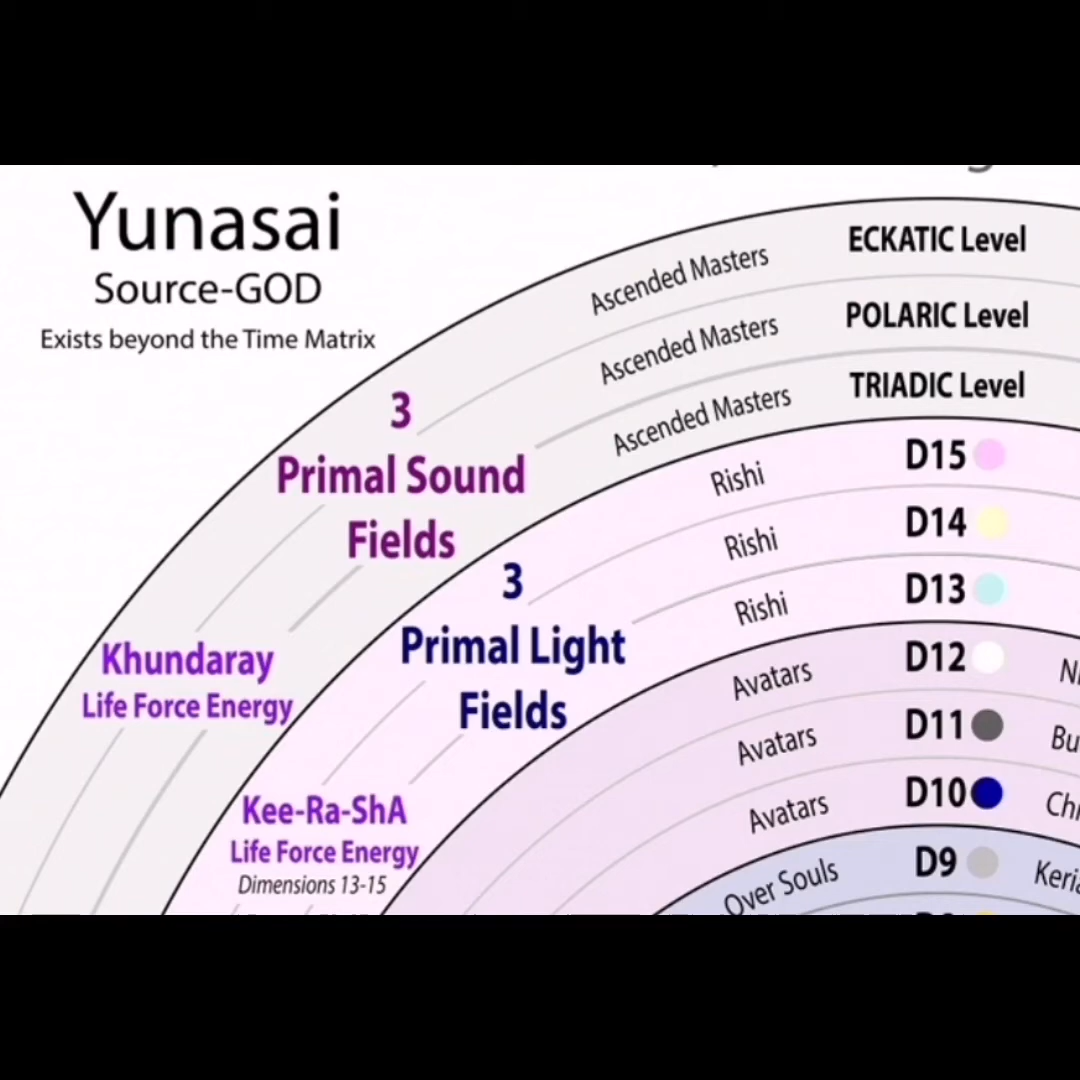 Yunasai
Source-GOD
Exists beyond the Time Matrix
Ascended Masters
ECKATIC Level
Ascended Masters
POLARIC Level
Ascended Masters
TRIADIC Level
3
Primal Sound
Fields
Khundaray
Life Force Energy
3
Primal Light
Fields
Kee-Ra-ShA
Life Force Energy
Dimensions 13-15
Rishi
D15
Rishi
D14
Rishi
D13
Avatars
D12
Avatars
D11
Avatars
D10
Over Souls
D9